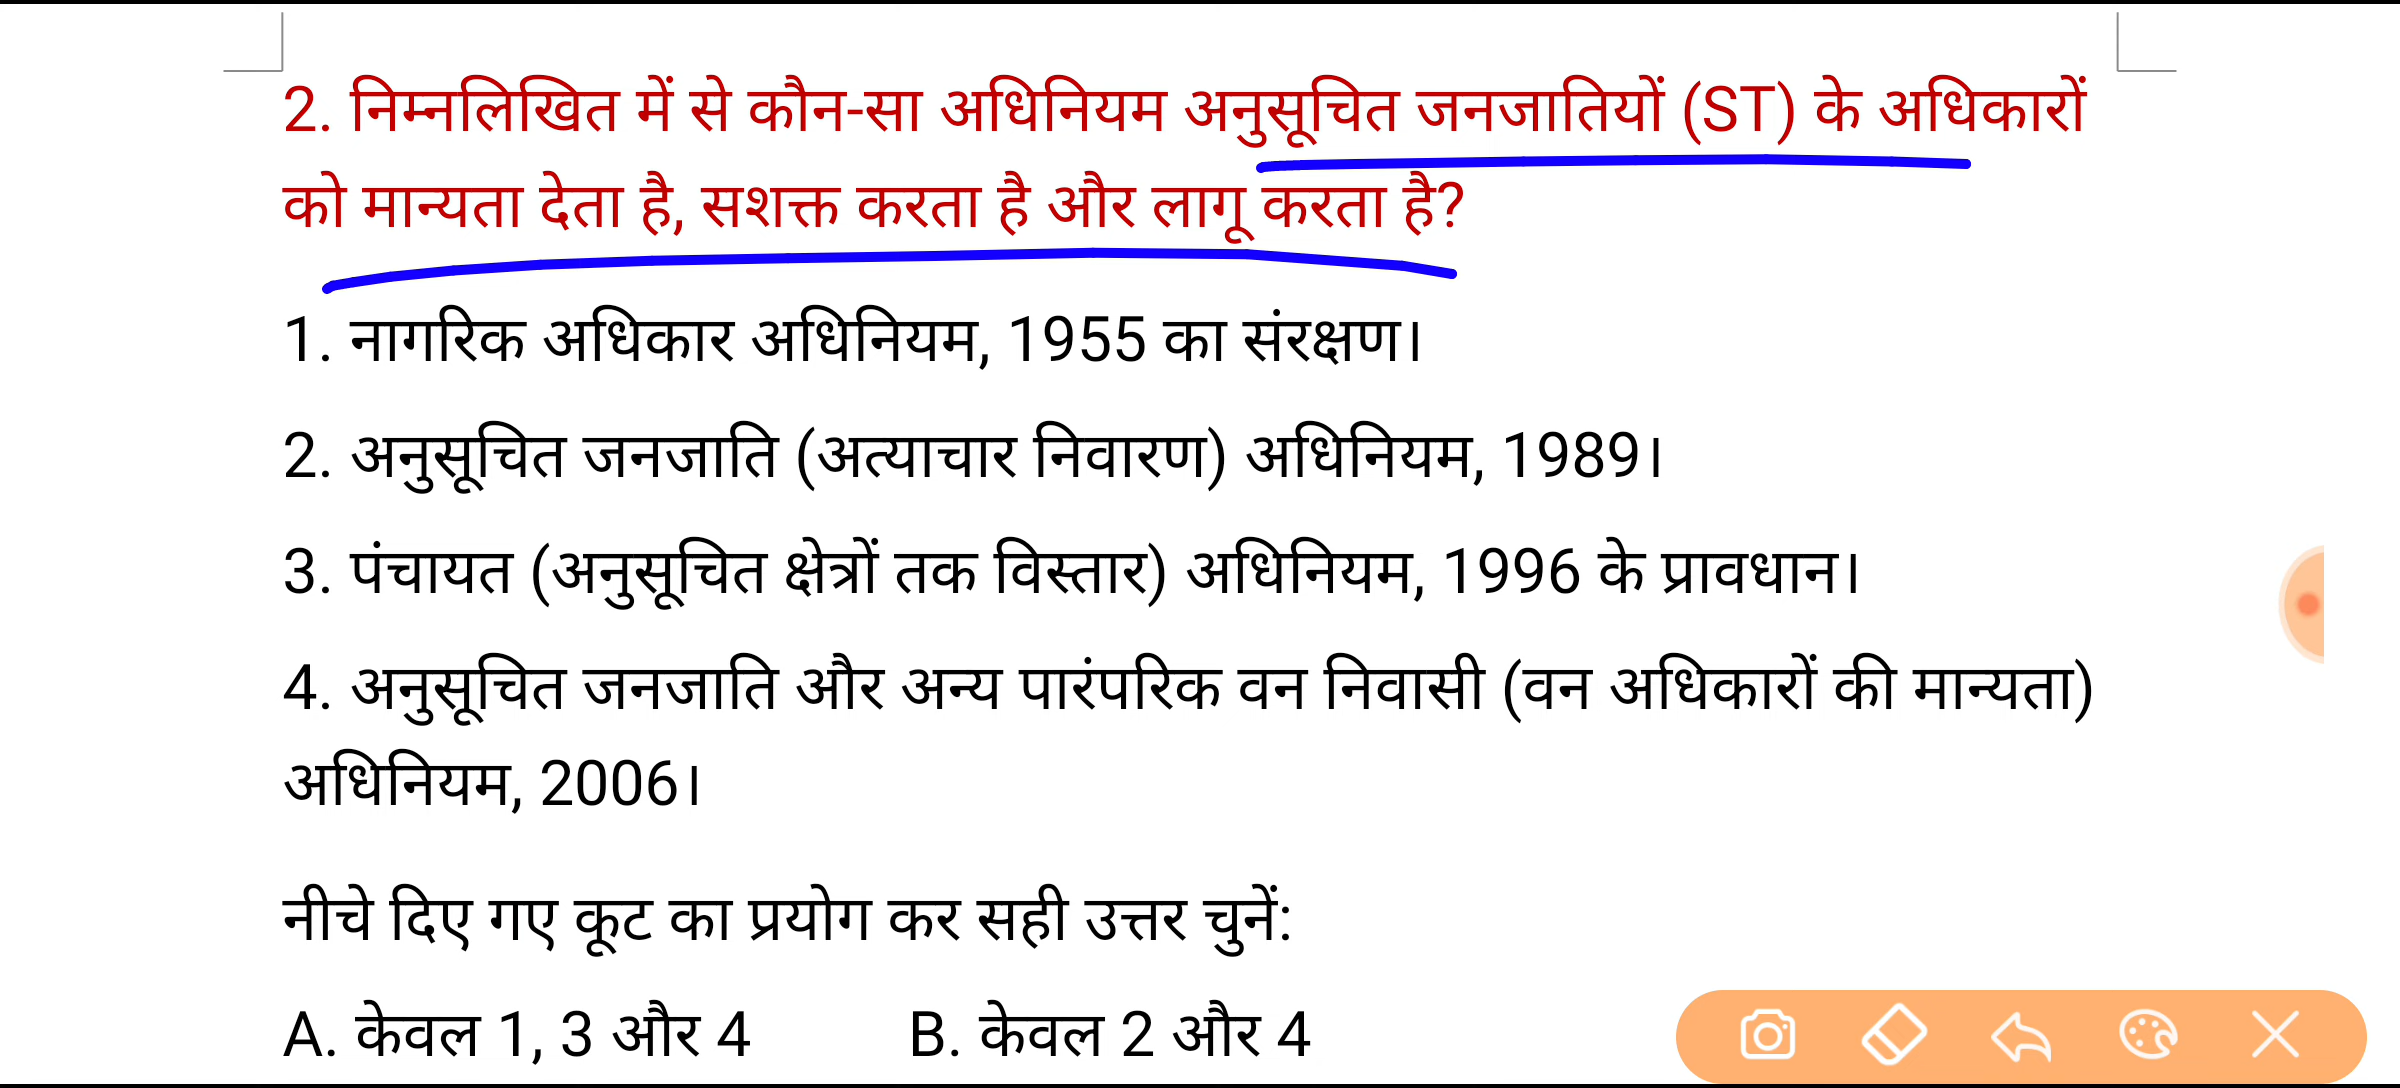 2. निम्नलिखित में से कौन-सा अधिनियम अनुसूचित जनजातियों (ST) के अधिकारों
को मान्यता देता है, सशक्त करता है और लागू करता है?
1. नागरिक अधिकार अधिनियम, 1955 का संरक्षण।
2. अनुसूचित जनजाति (अत्याचार निवारण) अधिनियम, 1989।
3. पंचायत (अनुसूचित क्षेत्रों तक विस्तार) अधिनियम, 1996 के प्रावधान।
4. अनुसूचित जनजाति और अन्य पारंपरिक वन निवासी (वन अधिकारों की मान्यता)
अधिनियम, 2006।
नीचे दिए गए कूट का प्रयोग कर सही उत्तर चुनें:
A. केवल 1, 3 और 4 B. केवल 2 और 4